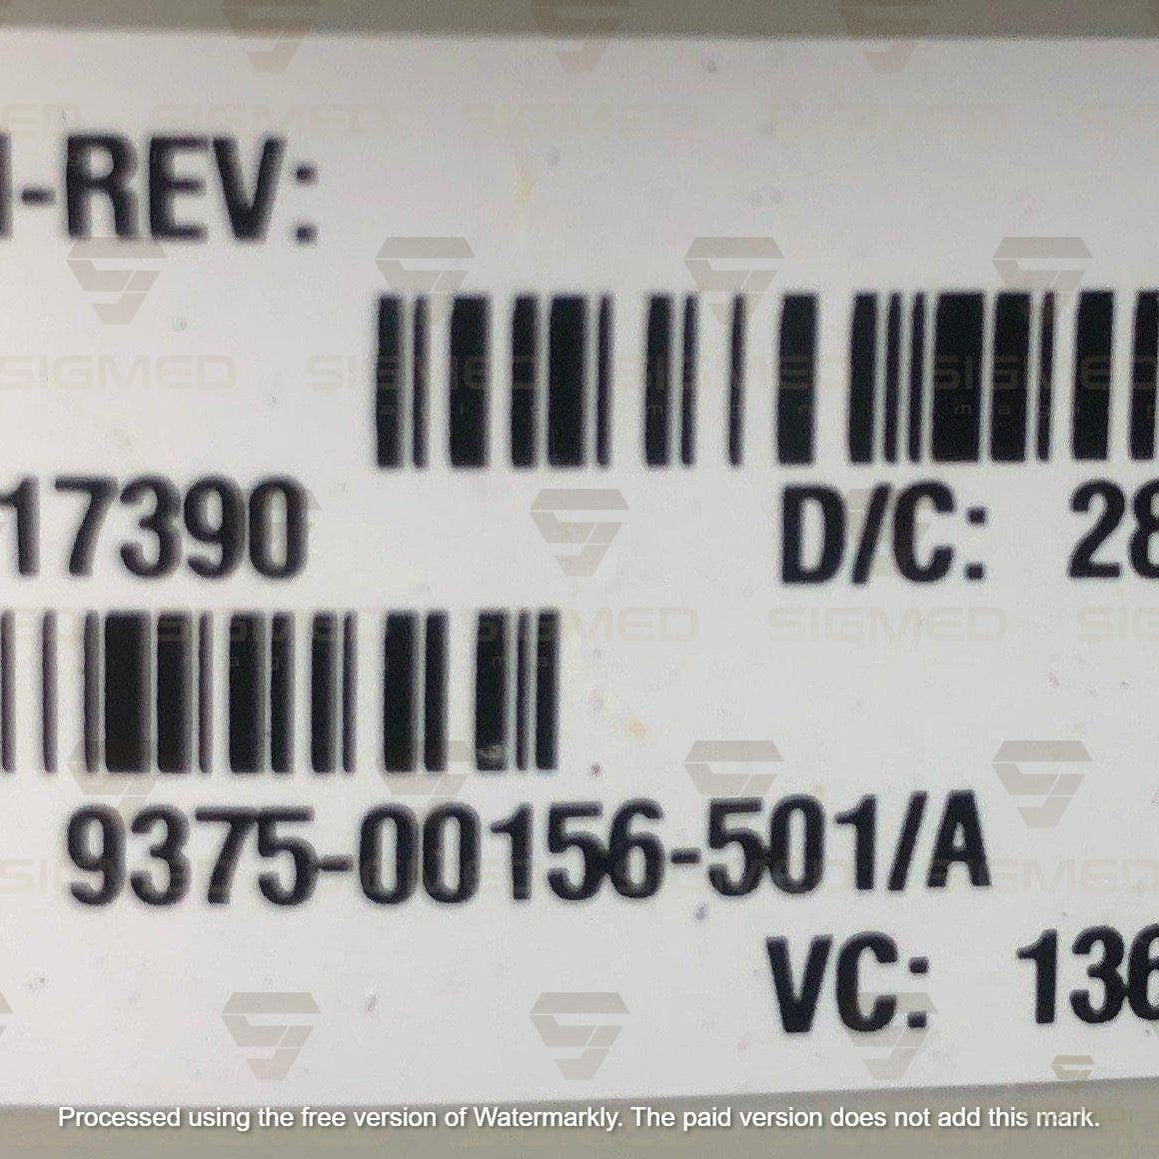 -REV:
17390 D/C: 28
9375-00156-501/A
VC: 136
SIGMED
Processed using the free version of Watermarkly. The paid version does not add this mark.